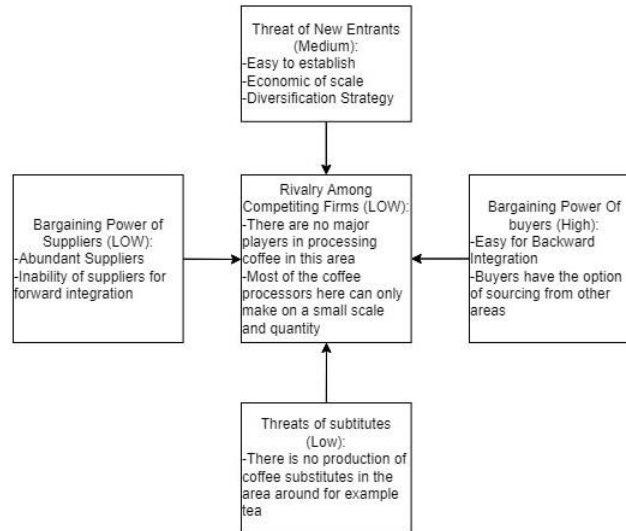 Threat of New Entrants
(Medium):
-Easy to establish
-Economic of scale
-Diversification Strategy
Bargaining Power of
Suppliers (LOW):
-Abundant Suppliers
-Inability of suppliers for
forward integration
Rivalry Among
Competiting Firms (LOW):
-There are no major
players in processing
coffee in this area
-Most of the coffee
processors here can only
make on a small scale
and quantity
Bargaining Power Of
buyers (High):
-Easy for Backward
Integration
-Buyers have the option
of sourcing from other
areas
Threats of subtitutes
(Low):
-There is no production of
coffee substitutes in the
area around for example
tea